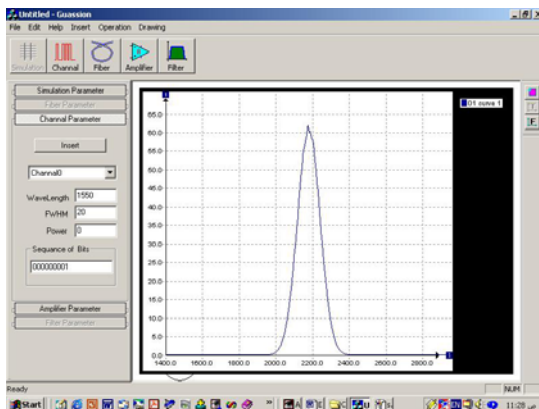 Untitled - Guassion
File Edit Help Insert Operation Drawing
Simulation Channel Fiber Amplifier Filter
Simulation Parameter
Fiber Parameter
Channel Parameter
Insert
Channel0
WaveLength 1550
FWHM 20
Power 0
Sequence of Bits
000000001
Amplifier Parameter
Filter Parameter
01 curve 1
65.0
60.0
55.0
50.0
45.0
40.0
35.0
30.0
25.0
20.0
15.0
10.0
5.0
0.0
1400.0 1600.0 1800.0 2000.0 2200.0 2400.0 2600.0 2800.0
Ready
NUM
Start
EN
11:28